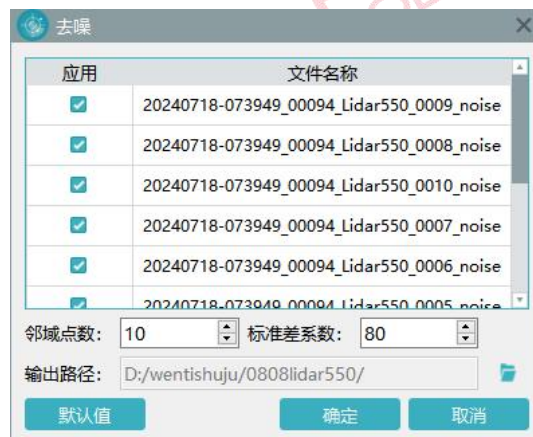 去噪
应用 文件名称
20240718-073949_00094_Lidar550_0009_noise
20240718-073949_00094_Lidar550_0008_noise
20240718-073949_00094_Lidar550_0010_noise
20240718-073949_00094_Lidar550_0007_noise
20240718-073949_00094_Lidar550_0006_noise
20240718-073949_00094_Lidar550_0005_noise
邻域点数： 10 标准差系数： 80
输出路径： D:/wentishuju/0808lidar550/
默认值 确定 取消